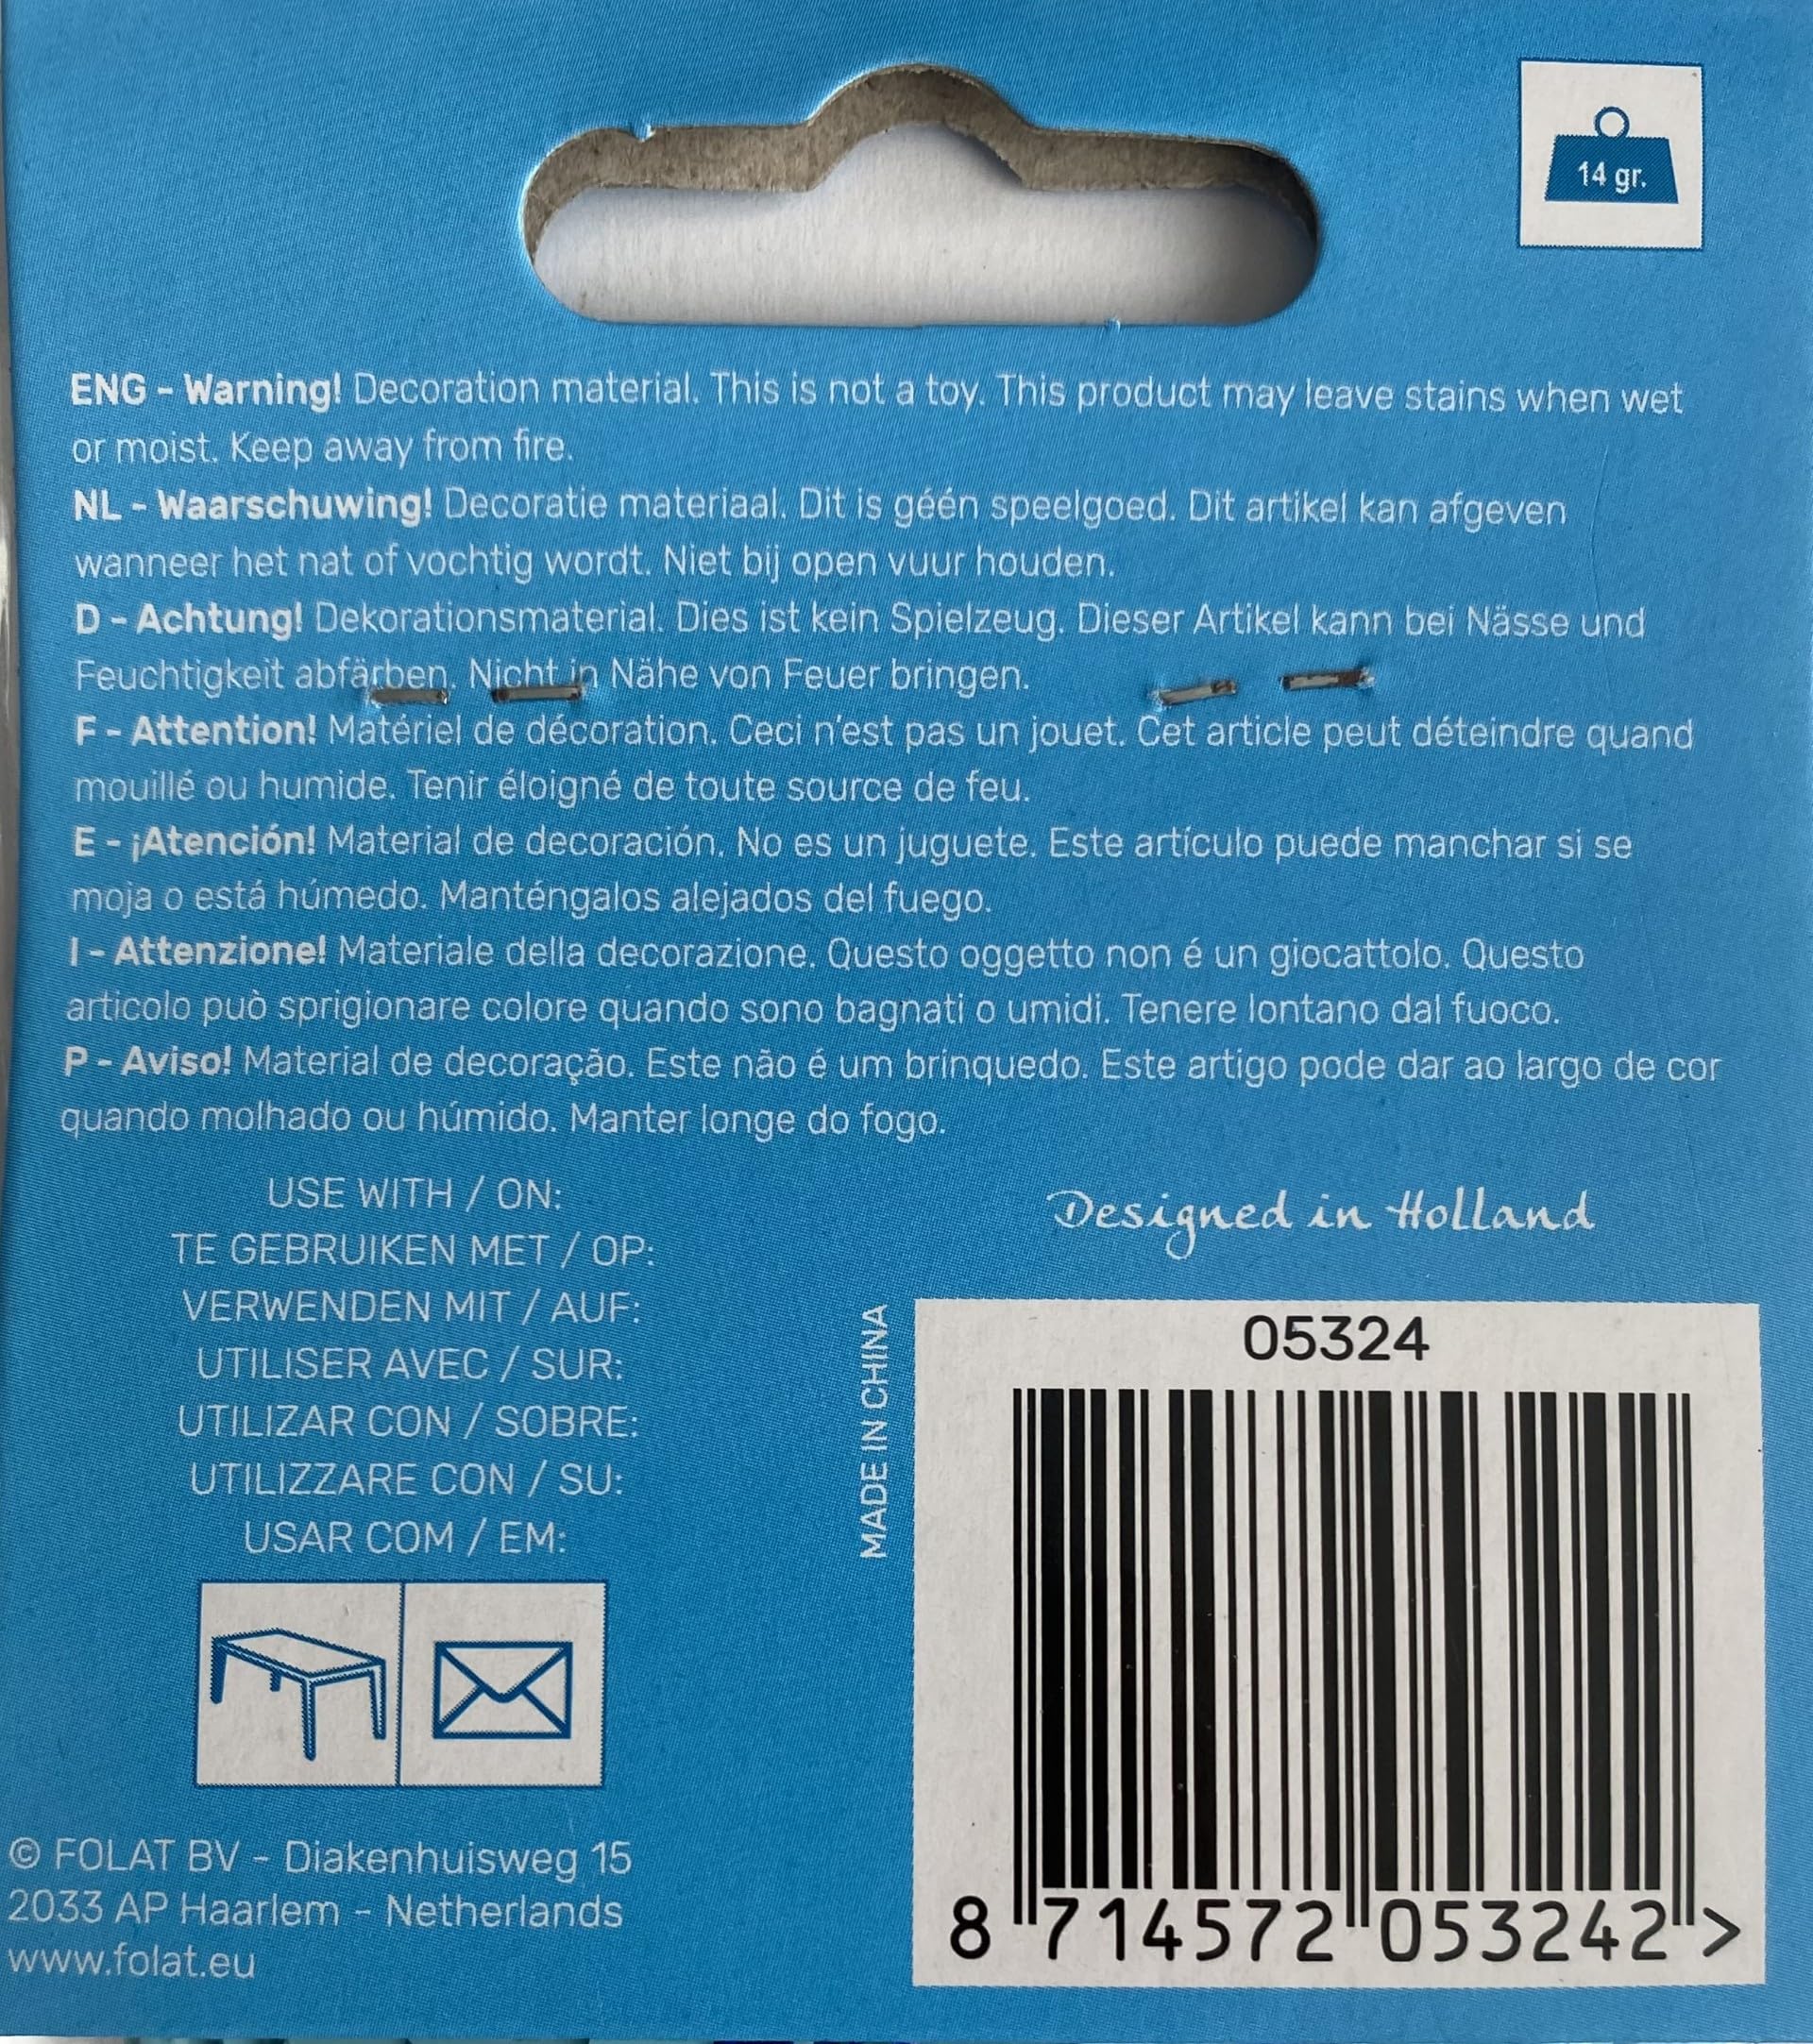 14 gr.
ENG - Warning! Decoration material. This is not a toy. This product may leave stains when wet
or moist. Keep away from fire.
NL - Waarschuwing! Decoratie materiaal. Dit is géén speelgoed. Dit artikel kan afgeven
wanneer het nat of vochtig wordt. Niet bij open vuur houden.
D - Achtung! Dekorationsmaterial. Dies ist kein Spielzeug. Dieser Artikel kann bei Nässe und
Feuchtigkeit abfärben. Nicht in Nähe von Feuer bringen.
F - Attention! Matériel de décoration. Ceci n'est pas un jouet. Cet article peut déteindre quand
mouillé ou humide. Tenir éloigné de toute source de feu.
E - ¡Atención! Material de decoración. No es un juguete. Este artículo puede manchar si se
moja o está húmedo. Manténgalos alejados del fuego.
I - Attenzione! Materiale della decorazione. Questo oggetto non é un giocattolo. Questo
articolo può sprigionare colore quando sono bagnati o umidi. Tenere lontano dal fuoco.
P - Aviso! Material de decoração. Este não é um brinquedo. Este artigo pode dar ao largo de cor
quando molhado ou húmido. Manter longe do fogo.
USE WITH / ON:
TE GEBRUIKEN MET / OP:
VERWENDEN MIT / AUF:
UTILISER AVEC / SUR:
UTILIZAR CON / SOBRE:
UTILIZZARE CON / SU:
USAR COM / EM:
© FOLAT BV - Diakenhuisweg 15
2033 AP Haarlem - Netherlands
www.folat.eu
Designed in Holland
MADE IN CHINA
05324
8 714572 053242 >